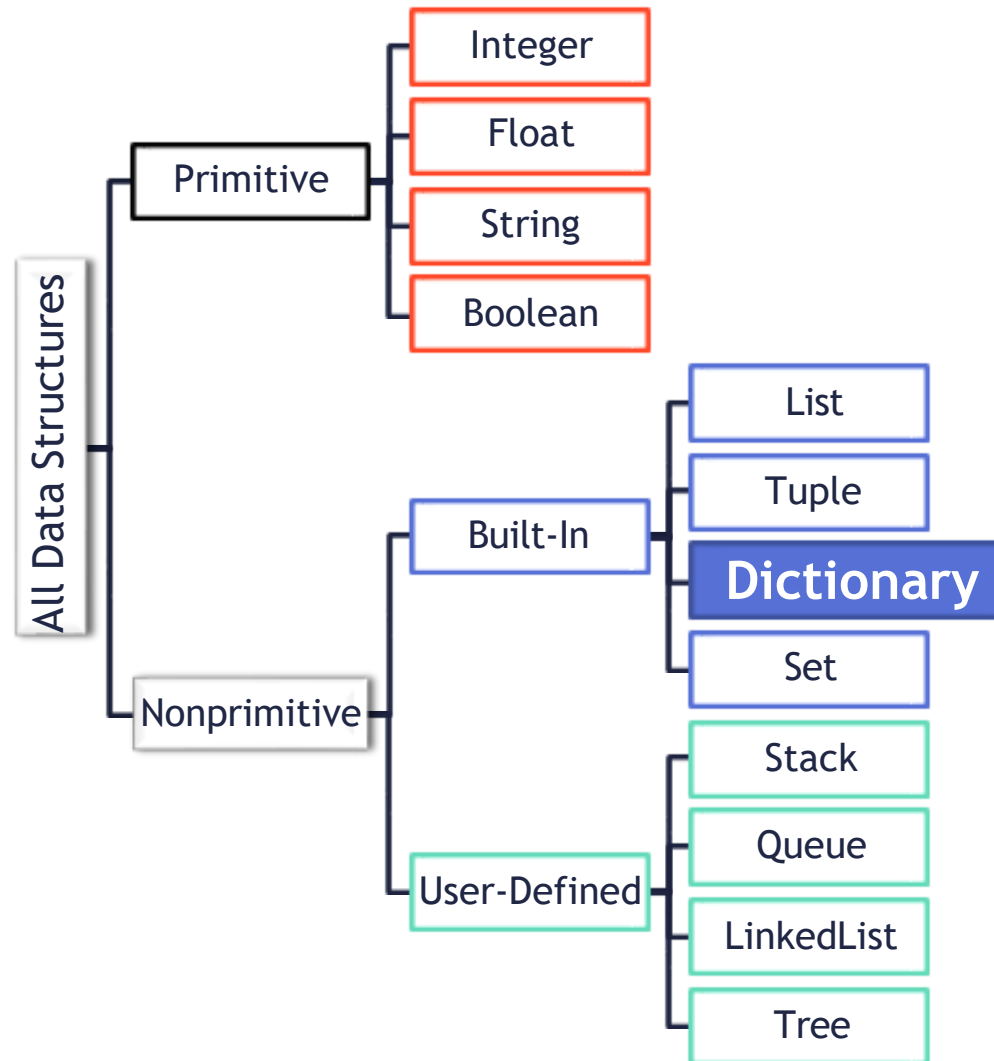 All Data Structures
Primitive
Integer
Float
String
Boolean
Nonprimitive
Built-In
List
Tuple
Dictionary
Set
User-Defined
Stack
Queue
LinkedList
Tree